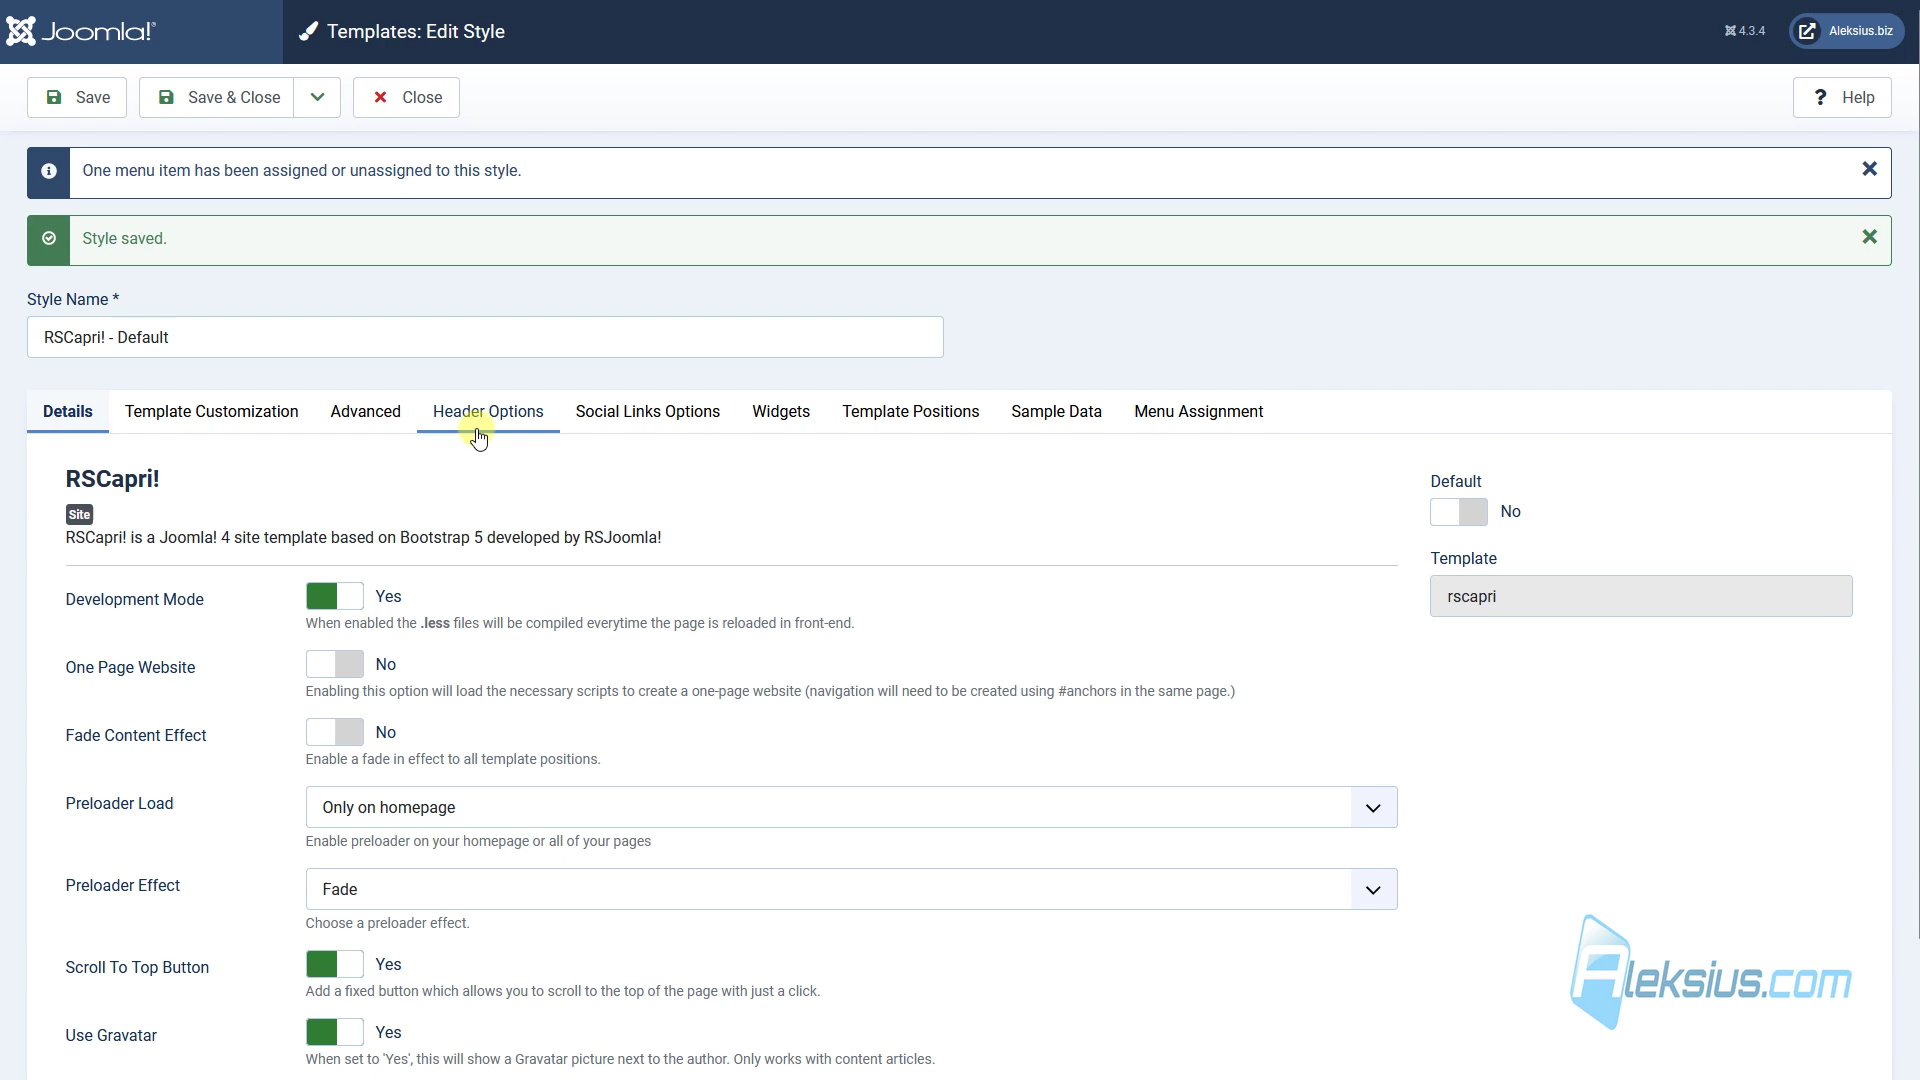 Joomla!®
Templates: Edit Style
4.3.4
Aleksius.biz
Save
Save & Close
Close
? Help
One menu item has been assigned or unassigned to this style.
Style saved.
Style Name *
RSCapri! - Default
Details
Template Customization
Advanced
Header Options
Social Links Options
Widgets
Template Positions
Sample Data
Menu Assignment
RSCapri!
Site
RSCapri! is a Joomla! 4 site template based on Bootstrap 5 developed by RSJoomla!
Default
No
Template
rscapri
Development Mode
Yes
When enabled the .less files will be compiled everytime the page is reloaded in front-end.
One Page Website
No
Enabling this option will load the necessary scripts to create a one-page website (navigation will need to be created using #anchors in the same page.)
Fade Content Effect
No
Enable a fade in effect to all template positions.
Preloader Load
Only on homepage
Enable preloader on your homepage or all of your pages
Preloader Effect
Fade
Choose a preloader effect.
Scroll To Top Button
Yes
Add a fixed button which allows you to scroll to the top of the page with just a click.
Use Gravatar
Yes
When set to 'Yes', this will show a Gravatar picture next to the author. Only works with content articles.
Aleksius.com